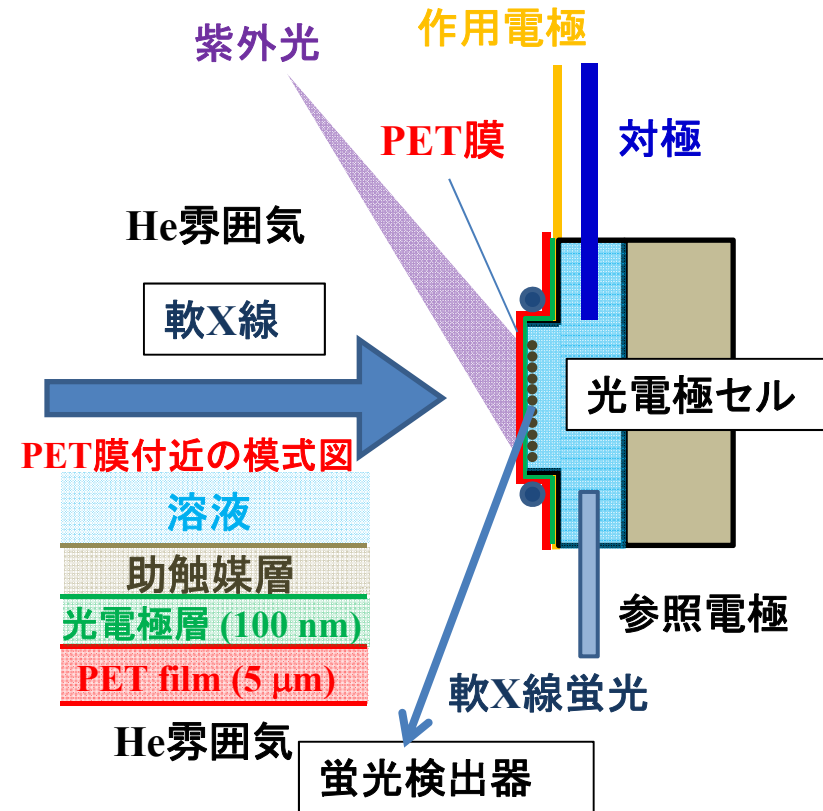 作用電極
紫外光
PET膜
対極
He雰囲気
軟X線
光電極セル
PET膜付近の模式図
溶液
助触媒層
光電極層 (100 nm)
参照電極
PET film (5 μm)
軟X線蛍光
He雰囲気
蛍光検出器